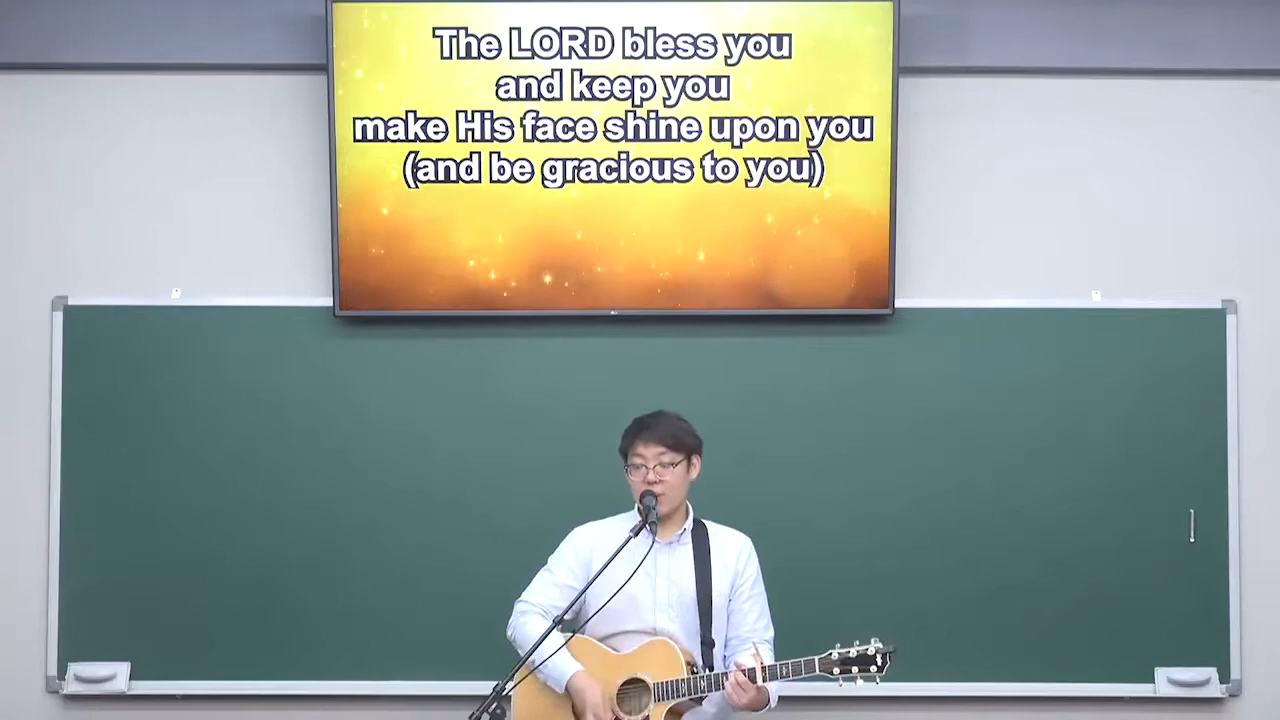 The LORD bless you
and keep you
make His face shine upon you
(and be gracious to you)